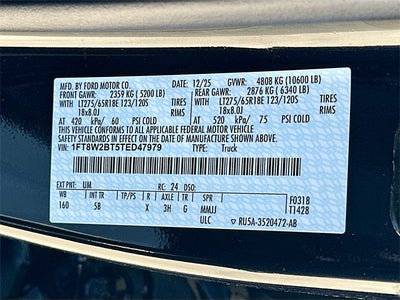 MFD. BY FORD MOTOR CO. 12/25 GVWR: 4808 KG (10600 LB)
FRONT GAWR: 2359 KG (5200 LB) REAR GAWR: 2876 KG (6340 LB)
WITH WITH
LT275/65R18E 123/120S TIRES LT275/65R18E 123/120S TIRES
18x8.0J RIMS 18x8.0J RIMS
AT 420 kPa/ 60 PSI COLD AT 520 kPa/ 75 PSI COLD
THIS VEHICLE CONFORMS TO ALL APPLICABLE FEDERAL MOTOR VEHICLE
SAFETY STANDARDS IN EFFECT ON THE DATE OF MANUFACTURE SHOWN ABOVE.
VIN: 1FT8W2BT5TED47979
TYPE: Truck
EXT PNT: UM RC: 24 DSO:
WB BRK INT TR TP/PS R AXLE TR SPR F0318
160 5B X 3H G MMJJ T1428
ULC RU5A-3520472-AB